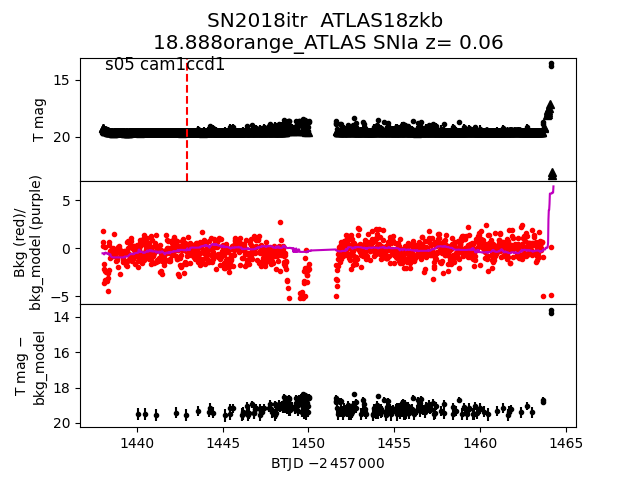 SN2018itr  ATLAS18zkb
18.888orange_ATLAS SNIa z= 0.06
s05 cam1ccd1
15
20
T mag
5
0
−5
Bkg (red)/
bkg_model (purple)
14
16
18
20
T mag −
bkg_model
1440 1445 1450 1455 1460 1465
BTJD −2 457 000